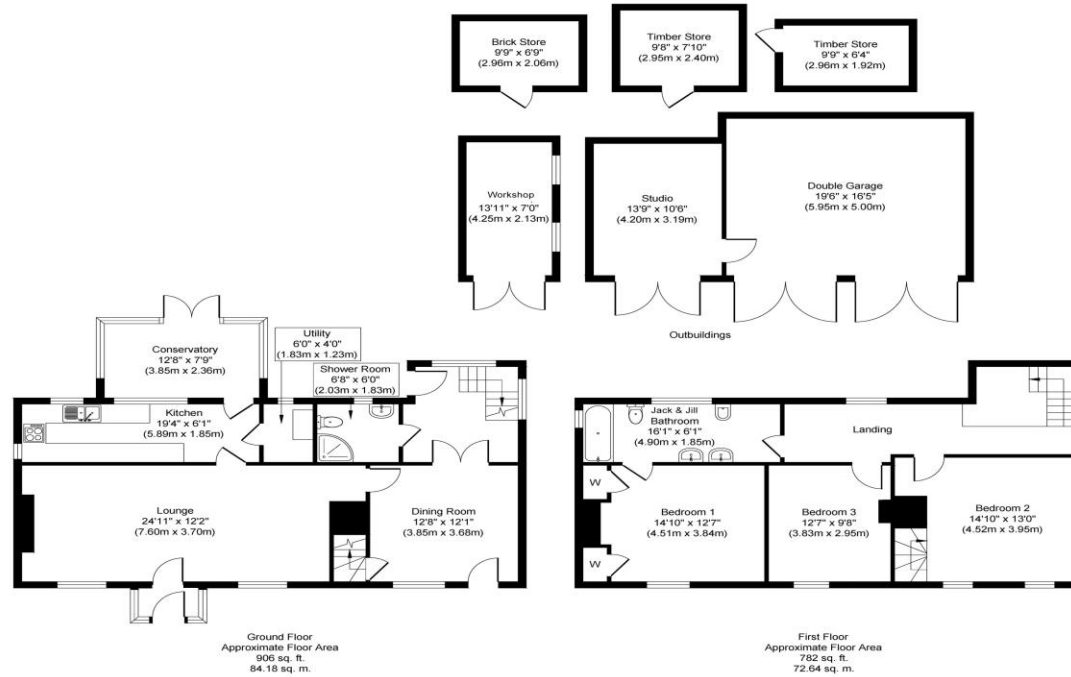 Brick Store
9'9" x 6'9"
(2.96m x 2.06m)
Timber Store
9'8" x 7'10"
(2.95m x 2.40m)
Timber Store
9'9" x 6'4"
(2.96m x 1.92m)
Workshop
13'11" x 7'0"
(4.25m x 2.13m)
Studio
13'9" x 10'6"
(4.20m x 3.19m)
Double Garage
19'6" x 16'5"
(5.95m x 5.00m)
Outbuildings
Conservatory
12'8" x 7'9"
(3.85m x 2.36m)
Utility
6'0" x 4'0"
(1.83m x 1.23m)
Shower Room
6'8" x 6'0"
(2.03m x 1.83m)
Kitchen
19'4" x 6'1"
(5.89m x 1.85m)
Lounge
24'11" x 12'2"
(7.60m x 3.70m)
Dining Room
12'8" x 12'1"
(3.85m x 3.68m)
Ground Floor
Approximate Floor Area
906 sq. ft.
84.18 sq. m.
Jack & Jill
Bathroom
16'1" x 6'1"
(4.90m x 1.85m)
Landing
W
W
Bedroom 1
14'10" x 12'7"
(4.51m x 3.84m)
Bedroom 3
12'7" x 9'8"
(3.83m x 2.95m)
Bedroom 2
14'10" x 13'0"
(4.52m x 3.95m)
First Floor
Approximate Floor Area
782 sq. ft.
72.64 sq. m.